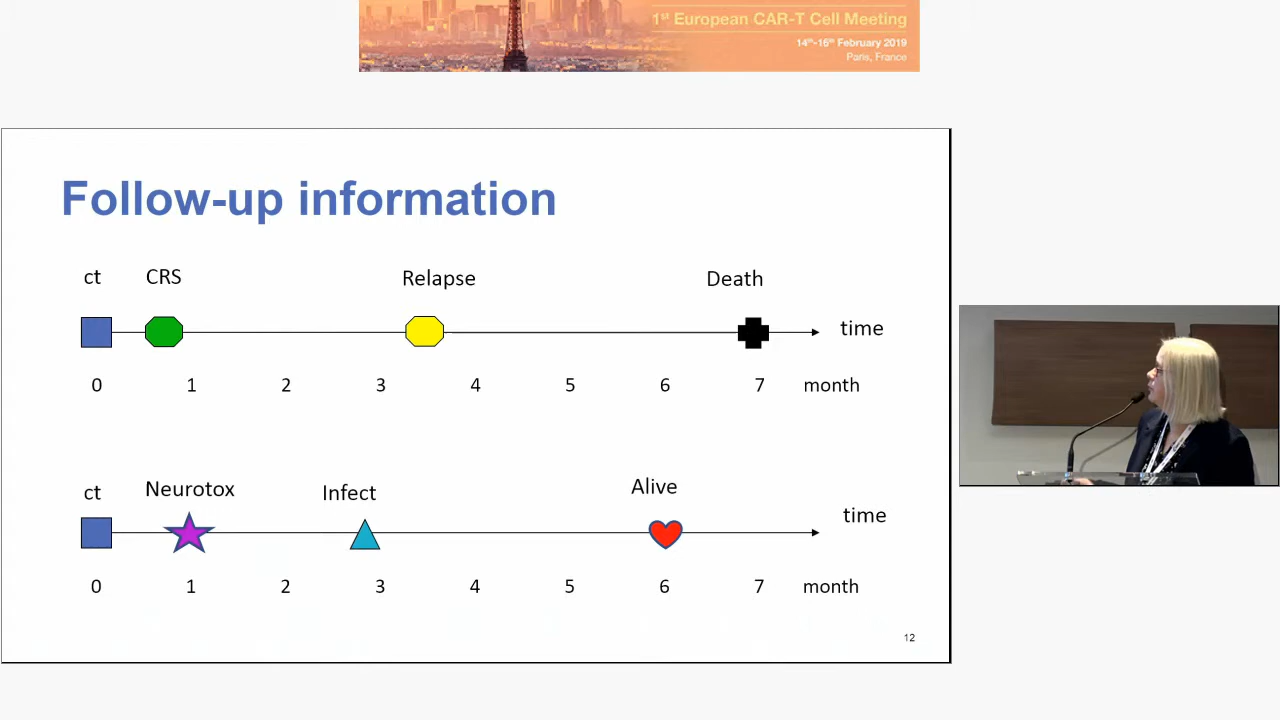 1st European CAR-T Cell Meeting
14th–16th February 2019
Paris, France
Follow-up information
ct CRS Relapse Death
time
0 1 2 3 4 5 6 7 month
ct Neurotox Infect Alive
time
0 1 2 3 4 5 6 7 month
12